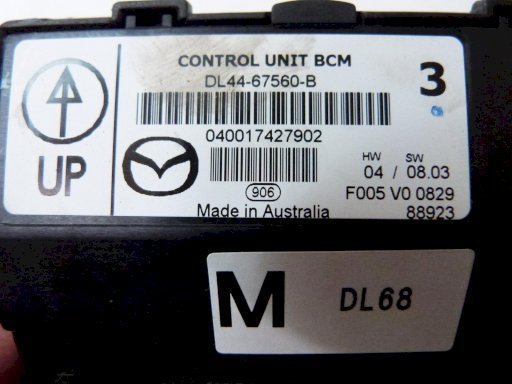 CONTROL UNIT BCM
DL44-67560-B
3
040017427902
UP
HW SW
04 / 08.03
906
F005 V0 0829
Made in Australia
88923
M
DL68